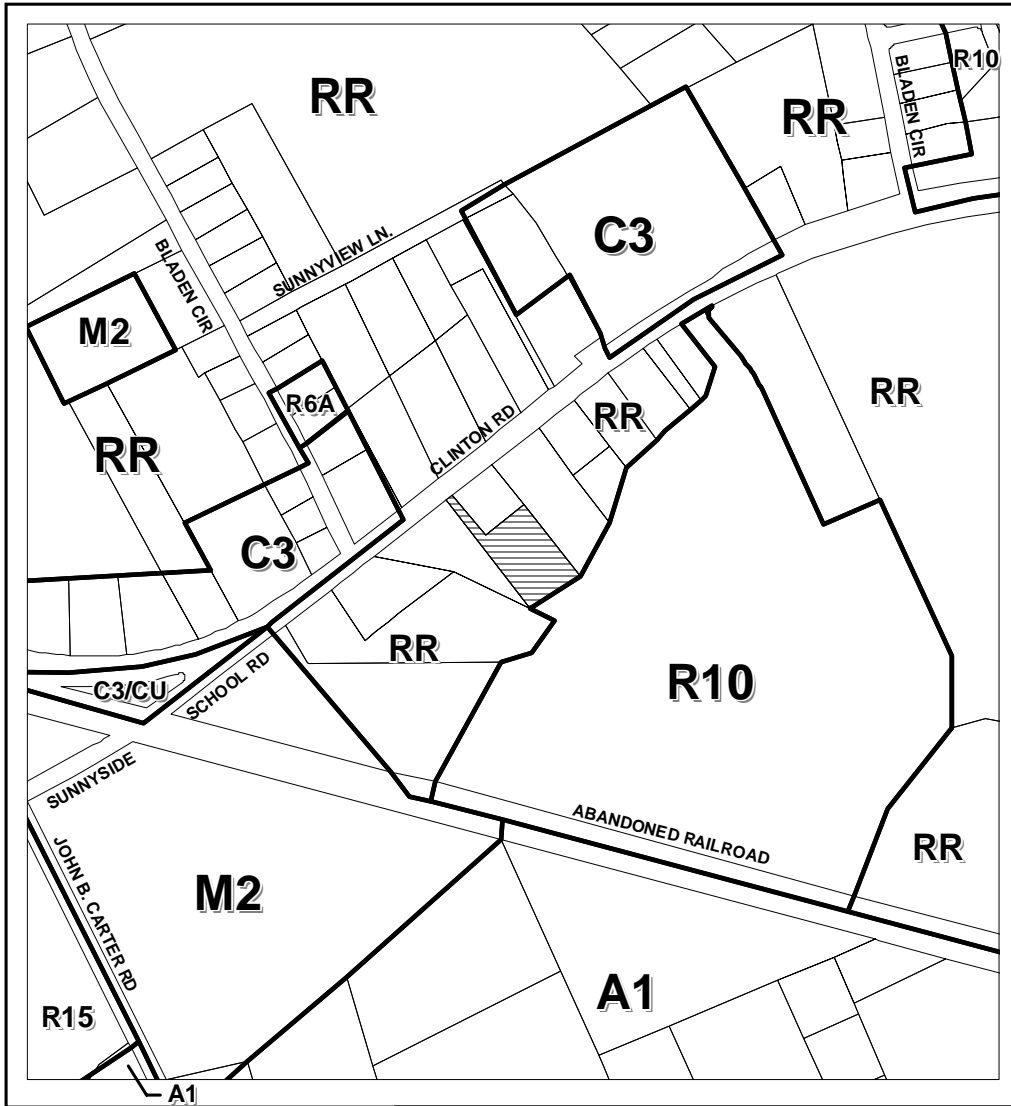 RR
R10
BLADEN CIR
RR
C3
SUNNYVIEW LN.
BLADEN CIR
M2
RR
R6A
RR
CLINTON RD
RR
C3
RR
R10
C3/CU
SCHOOL RD
SUNNYSIDE
ABANDONED RAILROAD
RR
JOHN B. CARTER RD
M2
A1
R15
A1